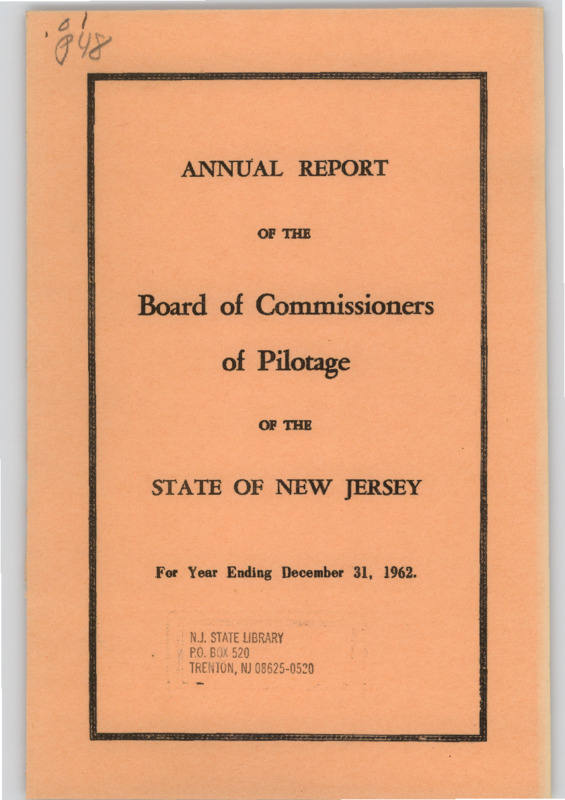 P48
ANNUAL REPORT
OF THE
Board of Commissioners
of Pilotage
OF THE
STATE OF NEW JERSEY
For Year Ending December 31, 1962.
N.J. STATE LIBRARY
P.O. BOX 520
TRENTON, NJ 08625-0520